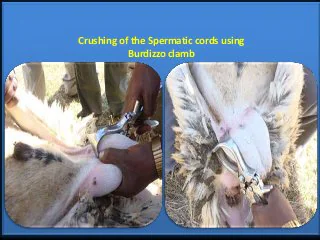 Crushing of the Spermatic cords using
Burdizzo clamb